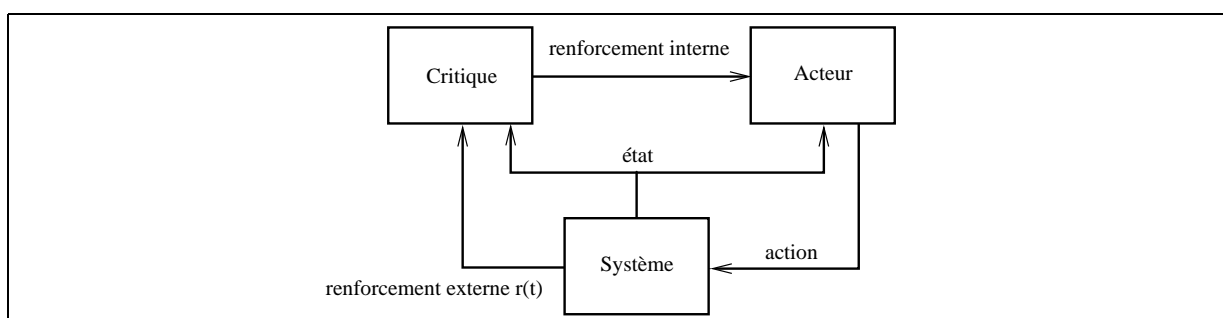 renforcement interne
Critique
Acteur
état
action
Système
renforcement externe r(t)